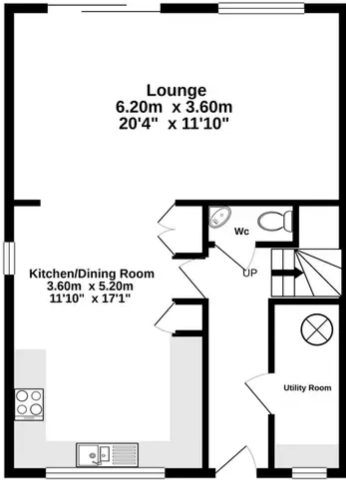 Lounge
6.20m x 3.60m
20'4" x 11'10"
Wc
UP
Kitchen/Dining Room
3.60m x 5.20m
11'10" x 17'1"
Utility Room